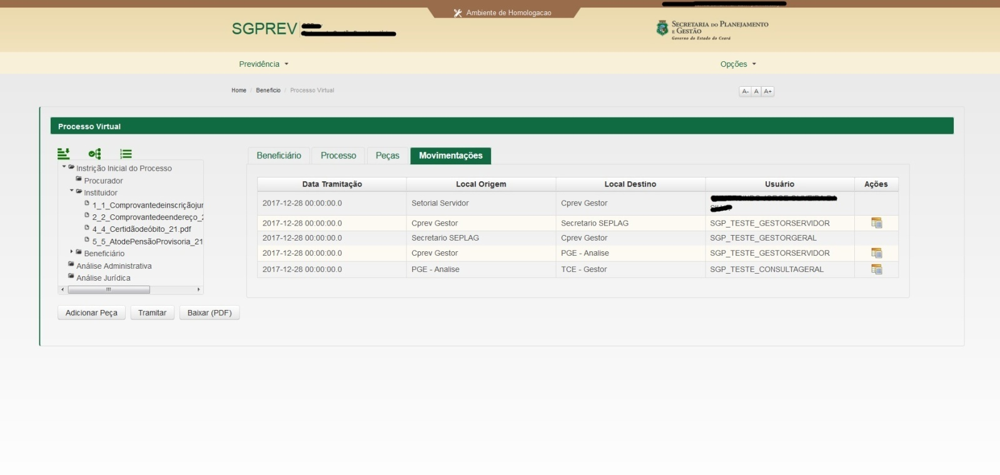 Ambiente de Homologacao
SGPREV
SECRETARIA DO PLANEJAMENTO
E GESTÃO
Governo do Estado do Ceará
Previdência
Opções
Home / Beneficio / Processo Virtual
A- A A+
Processo Virtual
Beneficiário Processo Peças Movimentações
Instrição Inicial do Processo
Procurador
Instituidor
1_1_Comprovantedeinscriçãojur
2_2_Comprovantedeendereço_2
4_4_Certidãodeóbito_21.pdf
5_5_AtodePensãoProvisoria_21
Beneficiário
Análise Administrativa
Análise Jurídica
Adicionar Peça Tramitar Baixar (PDF)
Data Tramitação Local Origem Local Destino Usuário Ações
2017-12-28 00:00:00.0 Setorial Servidor Cprev Gestor
2017-12-28 00:00:00.0 Cprev Gestor Secretario SEPLAG SGP_TESTE_GESTORSERVIDOR
2017-12-28 00:00:00.0 Secretario SEPLAG Cprev Gestor SGP_TESTE_GESTORGERAL
2017-12-28 00:00:00.0 Cprev Gestor PGE - Analise SGP_TESTE_GESTORSERVIDOR
2017-12-28 00:00:00.0 PGE - Analise TCE - Gestor SGP_TESTE_CONSULTAGERAL